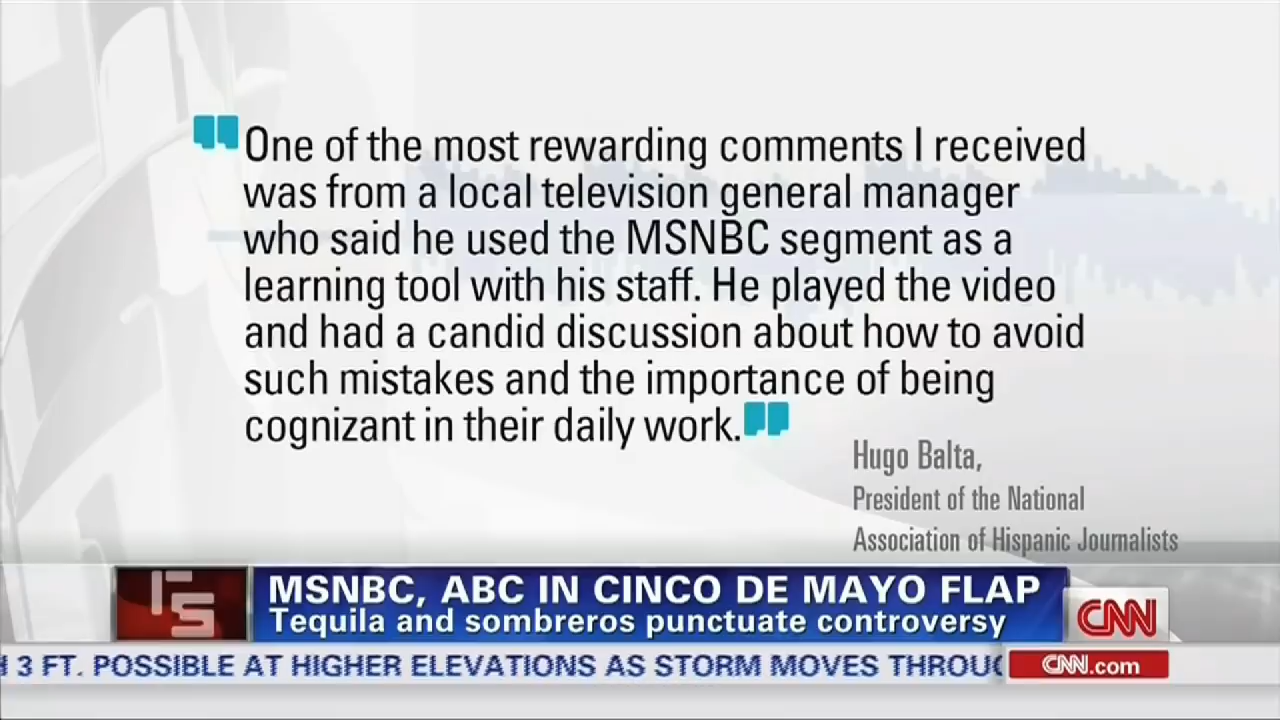 One of the most rewarding comments I received
was from a local television general manager
who said he used the MSNBC segment as a
learning tool with his staff. He played the video
and had a candid discussion about how to avoid
such mistakes and the importance of being
cognizant in their daily work.
Hugo Balta,
President of the National
Association of Hispanic Journalists
RS
MSNBC, ABC IN CINCO DE MAYO FLAP
Tequila and sombreros punctuate controversy
CNN
3 FT. POSSIBLE AT HIGHER ELEVATIONS AS STORM MOVES THROUG
CNN.com